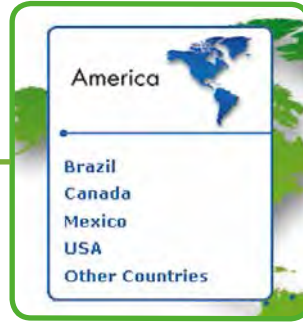 America
Brazil
Canada
Mexico
USA
Other Countries